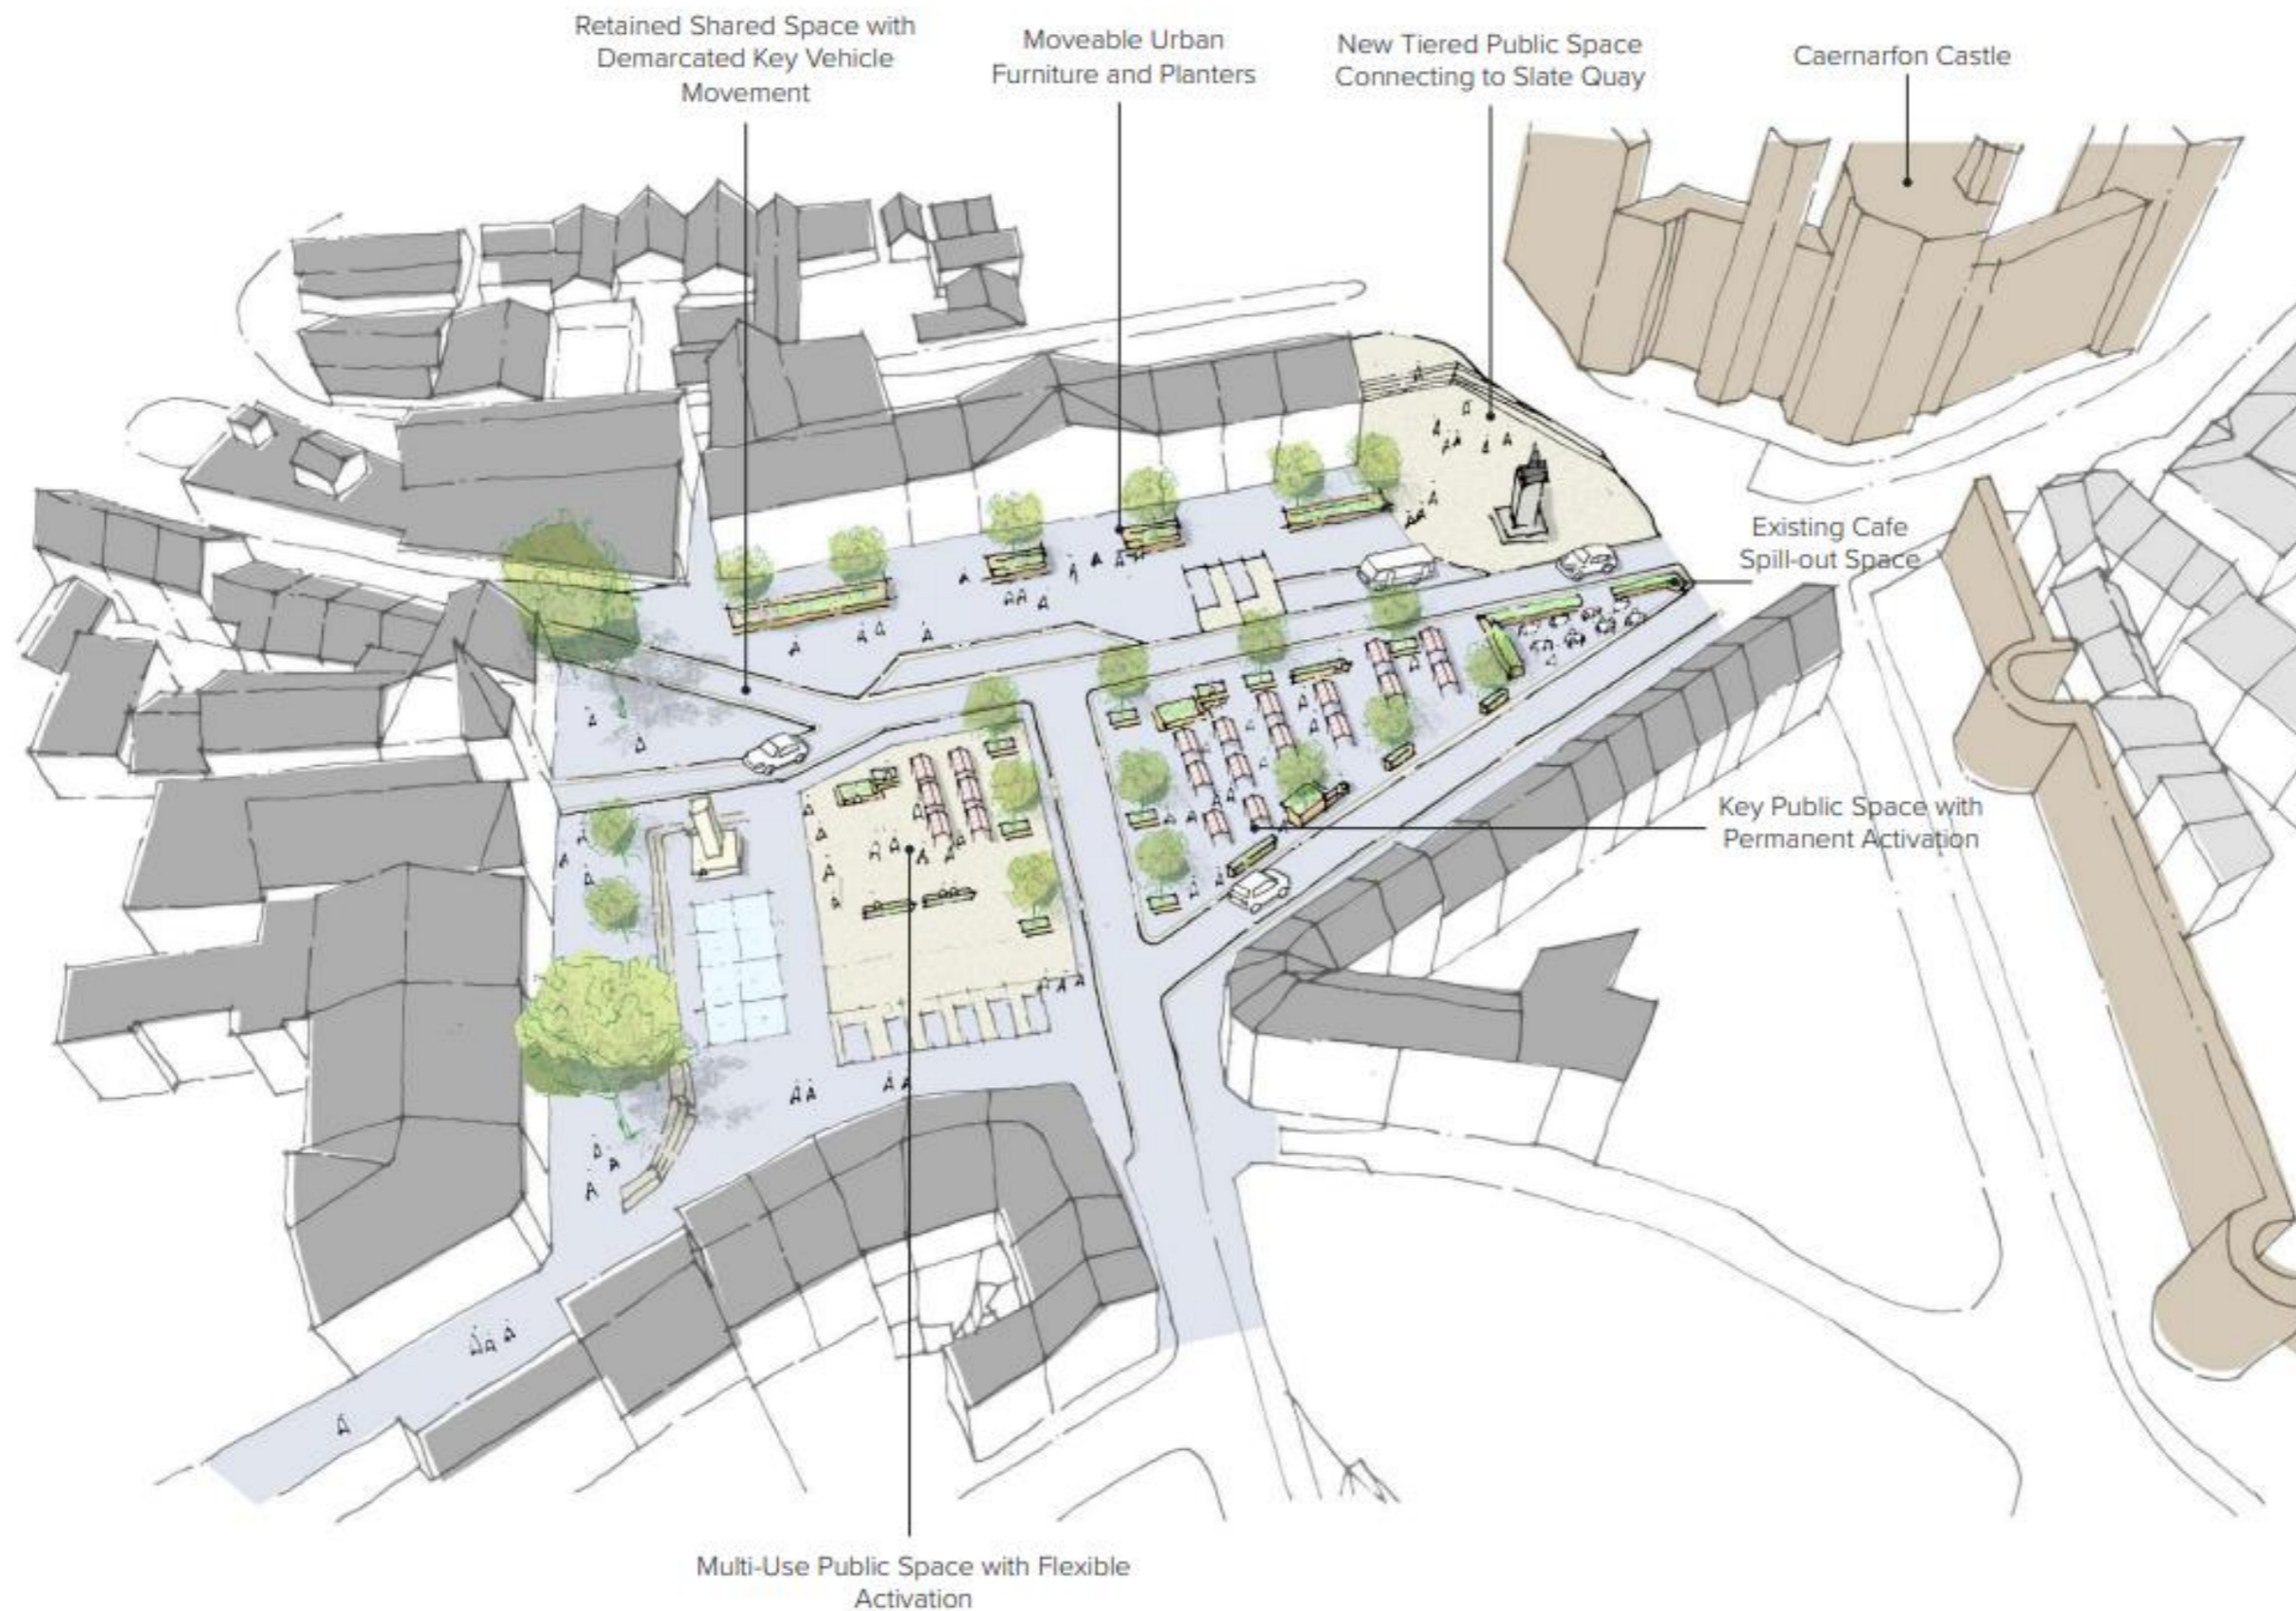 Retained Shared Space with
Demarcated Key Vehicle
Movement
Moveable Urban
Furniture and Planters
New Tiered Public Space
Connecting to Slate Quay
Caernarfon Castle
Existing Cafe
Spill-out Space
Key Public Space with
Permanent Activation
Multi-Use Public Space with Flexible
Activation